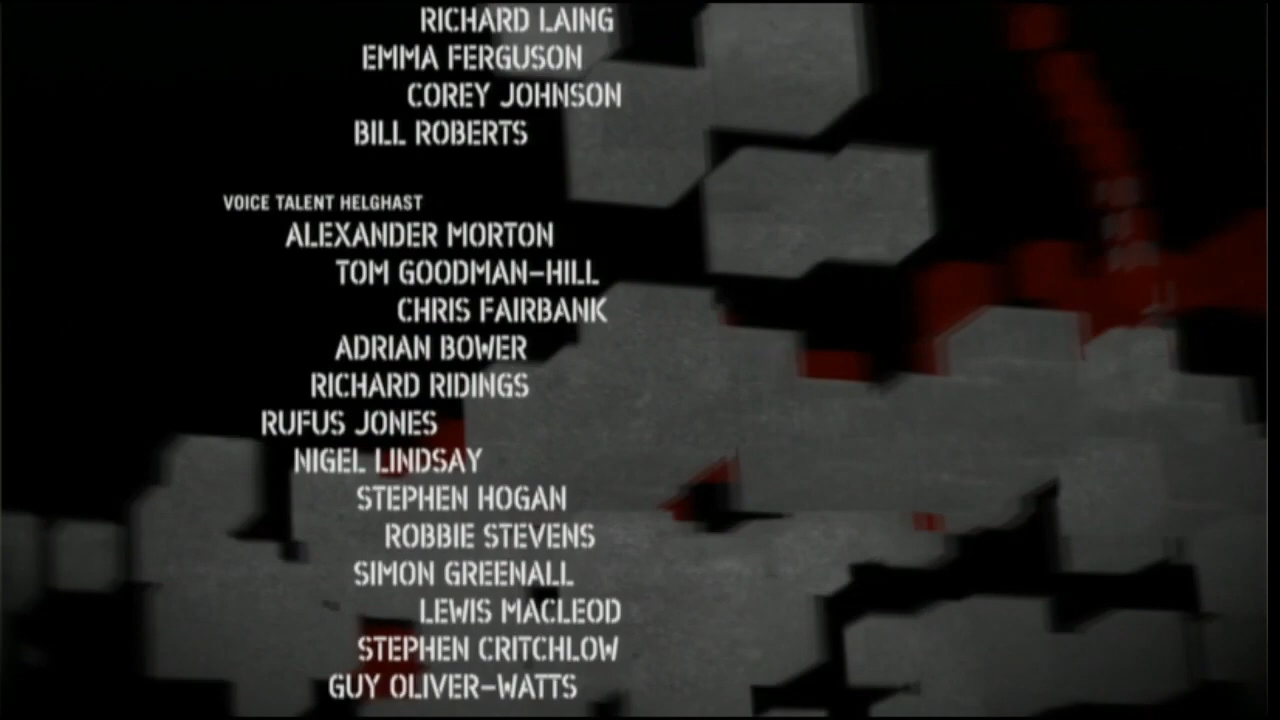 RICHARD LAING
EMMA FERGUSON
COREY JOHNSON
BILL ROBERTS
VOICE TALENT HELGHAST
ALEXANDER MORTON
TOM GOODMAN-HILL
CHRIS FAIRBANK
ADRIAN BOWER
RICHARD RIDINGS
RUFUS JONES
NIGEL LINDSAY
STEPHEN HOGAN
ROBBIE STEVENS
SIMON GREENALL
LEWIS MACLEOD
STEPHEN CRITCHLOW
GUY OLIVER-WATTS